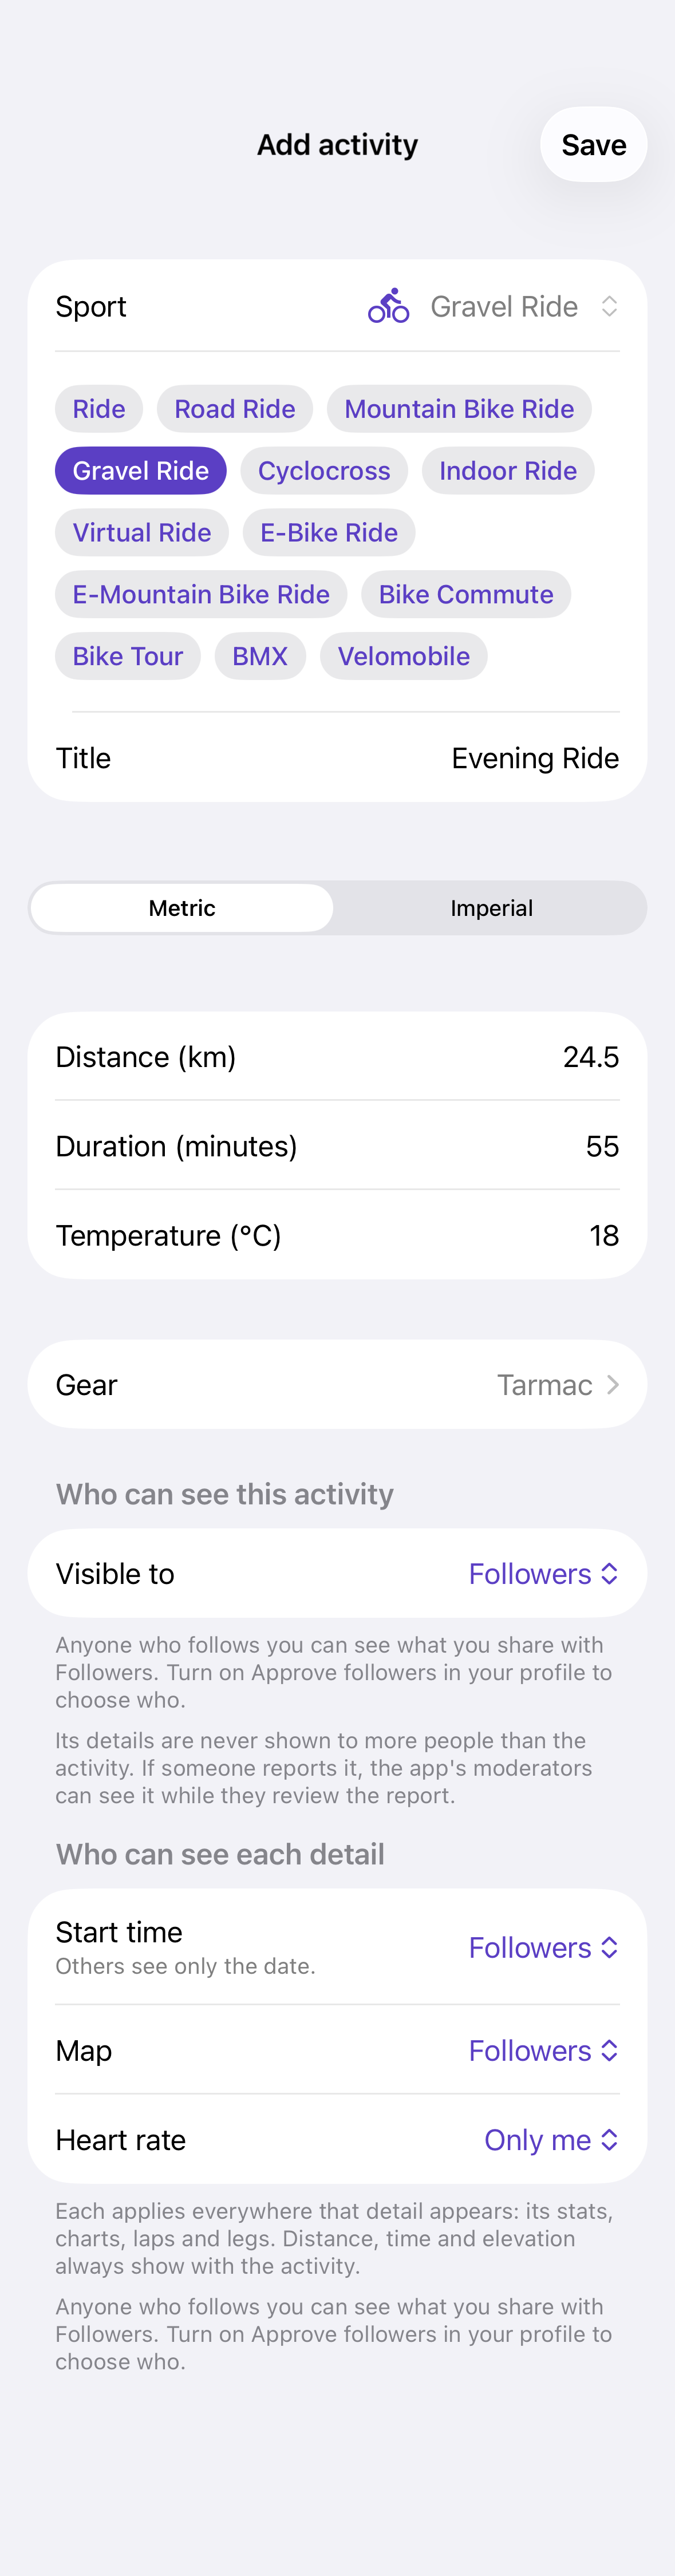 Add activity
Save
Sport
Gravel Ride
Ride
Road Ride
Mountain Bike Ride
Gravel Ride
Cyclocross
Indoor Ride
Virtual Ride
E-Bike Ride
E-Mountain Bike Ride
Bike Commute
Bike Tour
BMX
Velomobile
Title
Evening Ride
Metric
Imperial
Distance (km)
24.5
Duration (minutes)
55
Temperature (°C)
18
Gear
Tarmac
Who can see this activity
Visible to
Followers
Anyone who follows you can see what you share with
Followers. Turn on Approve followers in your profile to
choose who.
Its details are never shown to more people than the
activity. If someone reports it, the app's moderators
can see it while they review the report.
Who can see each detail
Start time
Others see only the date.
Followers
Map
Followers
Heart rate
Only me
Each applies everywhere that detail appears: its stats,
charts, laps and legs. Distance, time and elevation
always show with the activity.
Anyone who follows you can see what you share with
Followers. Turn on Approve followers in your profile to
choose who.